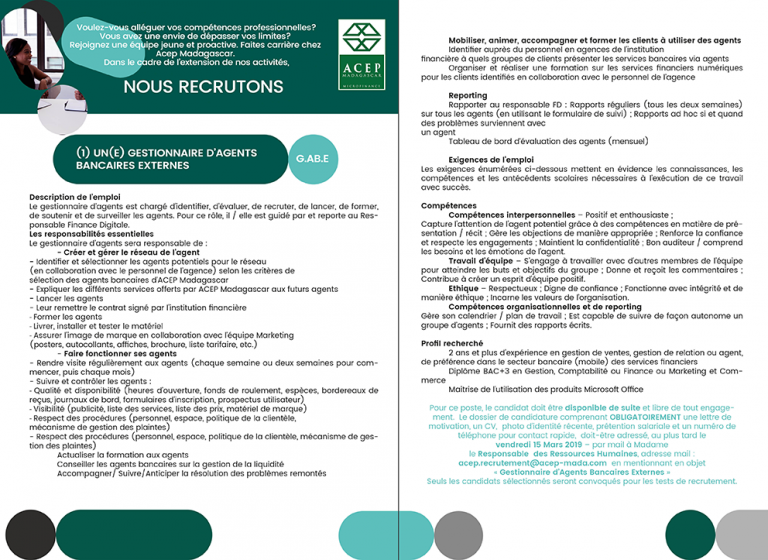 Voulez-vous alléguer vos compétences professionnelles?
Vous avez une envie de dépasser vos limites?
Rejoignez une équipe jeune et proactive. Faites carrière chez
Acep Madagascar.
Dans le cadre de l'extension de nos activités,
NOUS RECRUTONS
ACEP
MADAGASCAR
MICROFINANCE
(1) UN(E) GESTIONNAIRE D'AGENTS
BANCAIRES EXTERNES
G.AB.E
Description de l'emploi
Le gestionnaire d'agents est chargé d'identifier, d'évaluer, de recruter, de lancer, de former,
de soutenir et de surveiller les agents. Pour ce rôle, il / elle est guidé par et reporte au Res-
ponsable Finance Digitale.
Les responsabilités essentielles
Le gestionnaire d'agents sera responsable de :
- Créer et gérer le réseau de l'agent
- Identifier et sélectionner les agents potentiels pour le réseau
(en collaboration avec le personnel de l'agence) selon les critères de
sélection des agents bancaires d'ACEP Madagascar
- Expliquer les différents services offerts par ACEP Madagascar aux futurs agents
- Lancer les agents
- Leur remettre le contrat signé par l'institution financière
- Former les agents
- Livrer, installer et tester le matériel
- Assurer l'image de marque en collaboration avec l'équipe Marketing
(posters, autocollants, affiches, brochure, liste tarifaire, etc.)
- Faire fonctionner ses agents
- Rendre visite régulièrement aux agents (chaque semaine ou deux semaines pour com-
mencer, puis chaque mois)
- Suivre et contrôler les agents :
- Qualité et disponibilité (heures d'ouverture, fonds de roulement, espèces, bordereaux de
reçus, journaux de bord, formulaires d'inscription, prospectus utilisateur)
- Visibilité (publicité, liste des services, liste des prix, matériel de marque)
- Respect des procédures (personnel, espace, politique de la clientèle,
mécanisme de gestion des plaintes)
- Respect des procédures (personnel, espace, politique de la clientèle, mécanisme de ges-
tion des plaintes)
Actualiser la formation aux agents
Conseiller les agents bancaires sur la gestion de la liquidité
Accompagner/ Suivre/Anticiper la résolution des problèmes remontés
Mobiliser, animer, accompagner et former les clients à utiliser des agents
Identifier auprès du personnel en agences de l'institution
financière à quels groupes de clients présenter les services bancaires via agents
Organiser et réaliser une formation sur les services financiers numériques
pour les clients identifiés en collaboration avec le personnel de l'agence
Reporting
Rapporter au responsable FD : Rapports réguliers (tous les deux semaines)
sur tous les agents (en utilisant le formulaire de suivi) ; Rapports ad hoc si et quand
des problèmes surviennent avec
un agent
Tableau de bord d'évaluation des agents (mensuel)
Exigences de l'emploi
Les exigences énumérées ci-dessous mettent en évidence les connaissances, les
compétences et les antécédents scolaires nécessaires à l'exécution de ce travail
avec succès.
Compétences
Compétences interpersonnelles – Positif et enthousiaste ;
Capture l'attention de l'agent potentiel grâce à des compétences en matière de pré-
sentation / récit ; Gère les objections de manière appropriée ; Renforce la confiance
et respecte les engagements ; Maintient la confidentialité ; Bon auditeur / comprend
les besoins et les émotions de l'agent.
Travail d'équipe – S'engage à travailler avec d'autres membres de l'équipe
pour atteindre les buts et objectifs du groupe ; Donne et reçoit les commentaires ;
Contribue à créer un esprit d'équipe positif.
Ethique – Respectueux ; Digne de confiance ; Fonctionne avec intégrité et de
manière éthique ; Incarne les valeurs de l'organisation.
Compétences organisationnelles et de reporting
Gère son calendrier / plan de travail ; Est capable de suivre de façon autonome un
groupe d'agents ; Fournit des rapports écrits.
Profil recherché
2 ans et plus d'expérience en gestion de ventes, gestion de relation ou agent,
de préférence dans le secteur bancaire (mobile) des services financiers
Diplôme BAC+3 en Gestion, Comptabilité ou Finance ou Marketing et Com-
merce
Maitrise de l'utilisation des produits Microsoft Office
Pour ce poste, le candidat doit être disponible de suite et libre de tout engage-
ment. Le dossier de candidature comprenant OBLIGATOIREMENT une lettre de
motivation, un CV, photo d'identité récente, prétention salariale et un numéro de
téléphone pour contact rapide, doit-être adressé, au plus tard le
vendredi 15 Mars 2019 – par mail à Madame
le Responsable des Ressources Humaines, adresse mail :
acep.recrutement@acep-mada.com en mentionnant en objet
« Gestionnaire d'Agents Bancaires Externes »
Seuls les candidats sélectionnés seront convoqués pour les tests de recrutement.